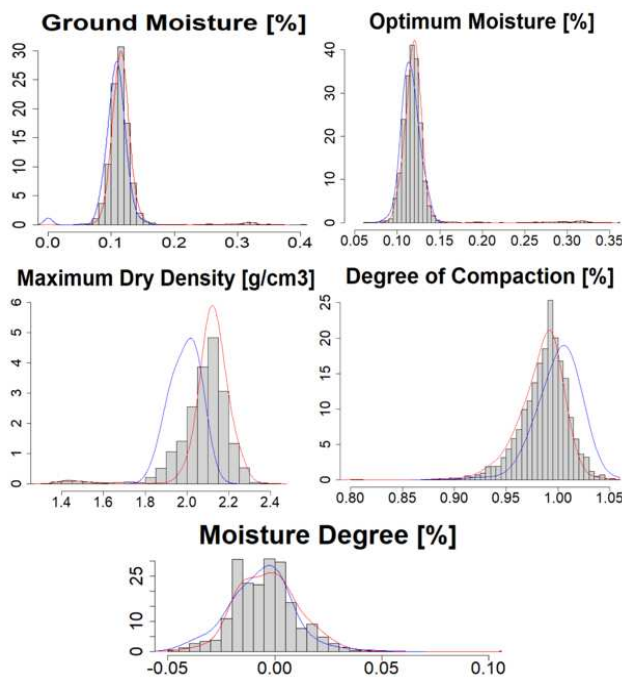 Ground Moisture [%]
0 5 10 15 20 25 30
0.0 0.1 0.2 0.3 0.4
Optimum Moisture [%]
0 10 20 30 40
0.05 0.10 0.15 0.20 0.25 0.30 0.35
Maximum Dry Density [g/cm3]
0 1 2 3 4 5 6
1.4 1.6 1.8 2.0 2.2 2.4
Degree of Compaction [%]
0 5 10 15 20 25
0.80 0.85 0.90 0.95 1.00 1.05
Moisture Degree [%]
0 10 25
-0.05 0.00 0.05 0.10